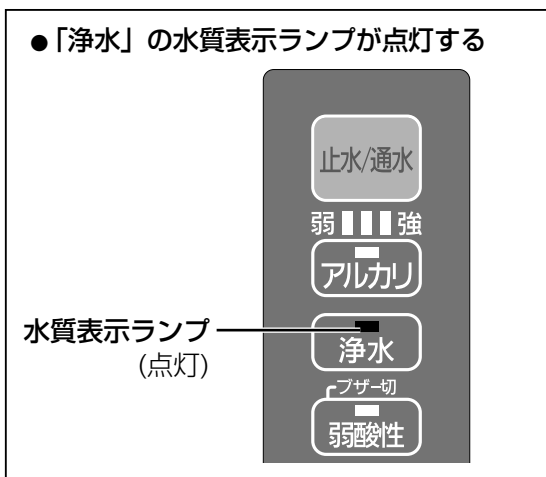 ●「浄水」の水質表示ランプが点灯する
止水/通水
弱 強
アルカリ
水質表示ランプ
(点灯)
浄水
ブザー切
弱酸性